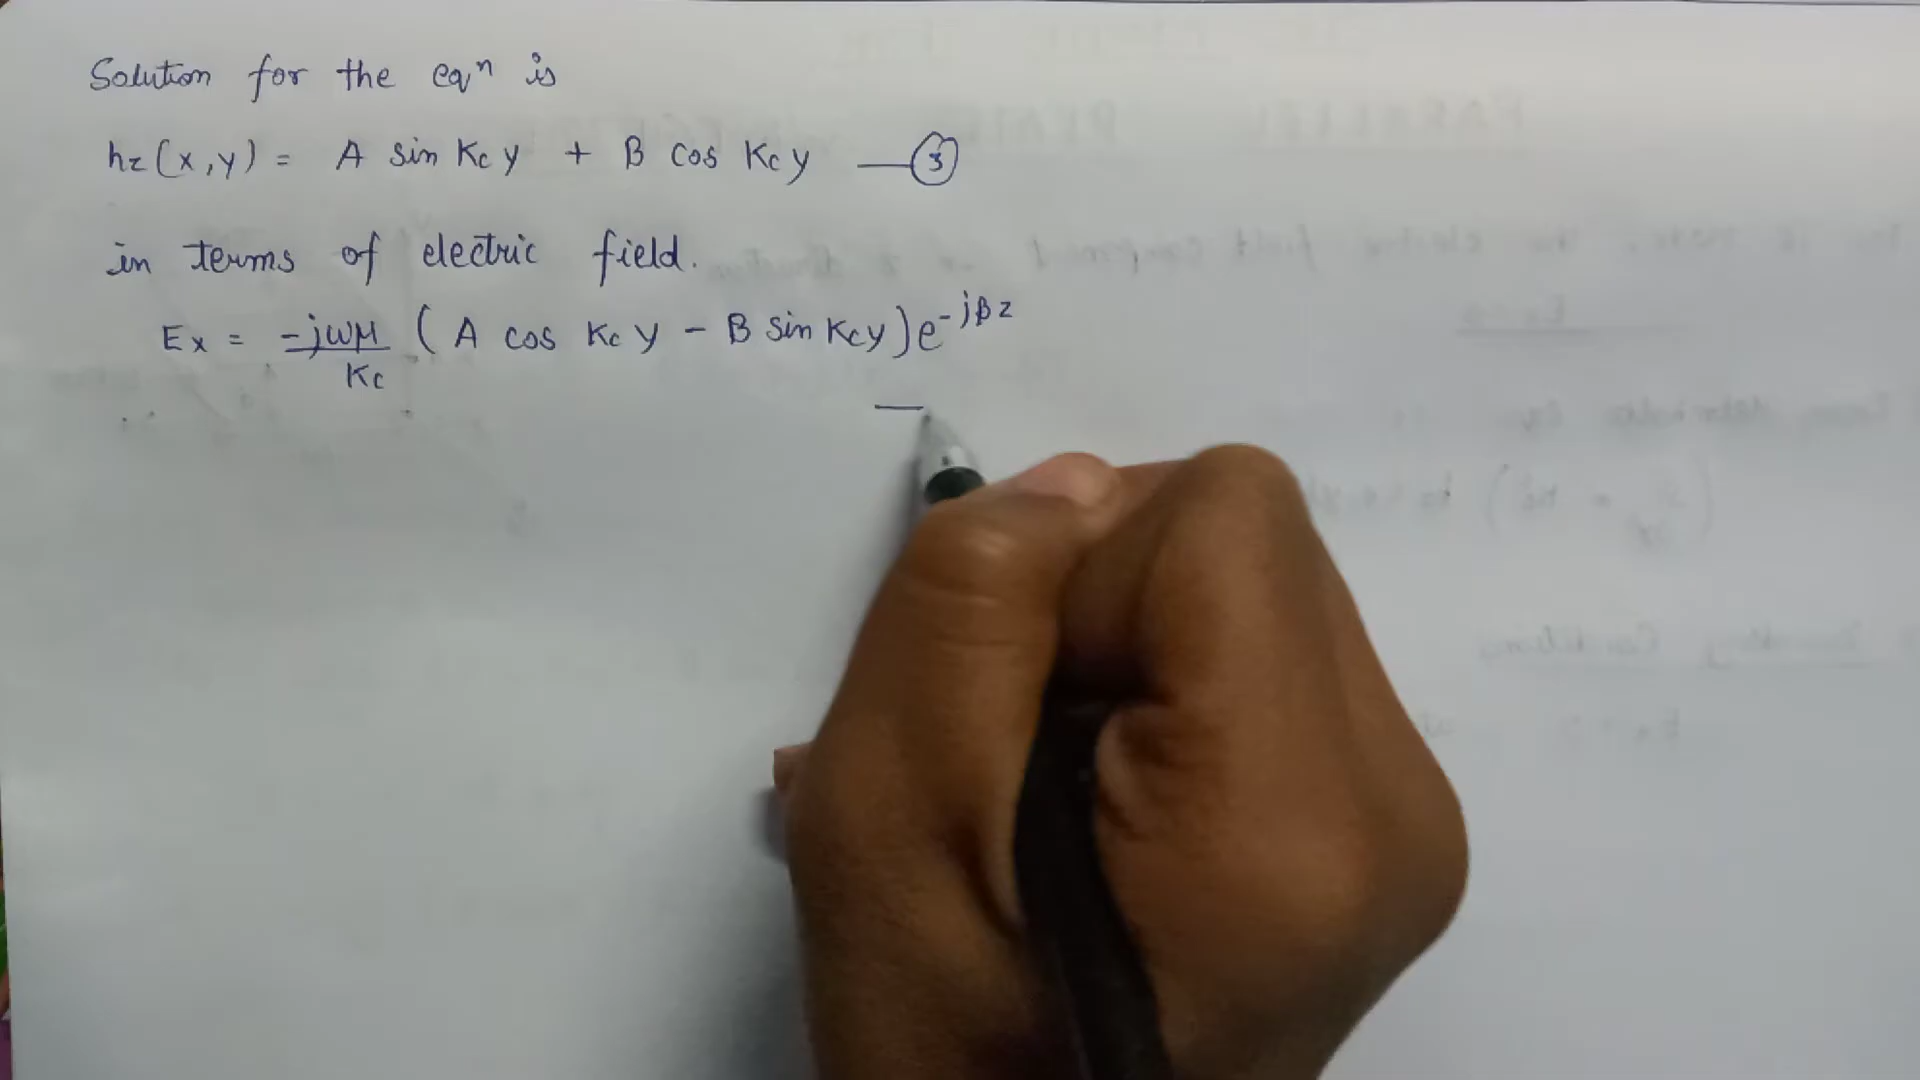 Solution for the eqⁿ is
hz(x,y) = A sin Kc y + B cos Kc y —③
in terms of electric field.
Ex = -jωμ/Kc (A cos Kc y - B sin Kc y) e^-jβz